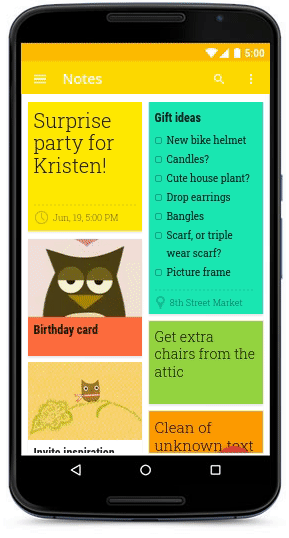 5:00
Notes
Surprise
party for
Kristen!
Jun, 19, 5:00 PM
Gift ideas
New bike helmet
Candles?
Cute house plant?
Drop earrings
Bangles
Scarf, or triple
wear scarf?
Picture frame
8th Street Market
Birthday card
Get extra
chairs from the
attic
Invite inspiration
Clean of
unknown text